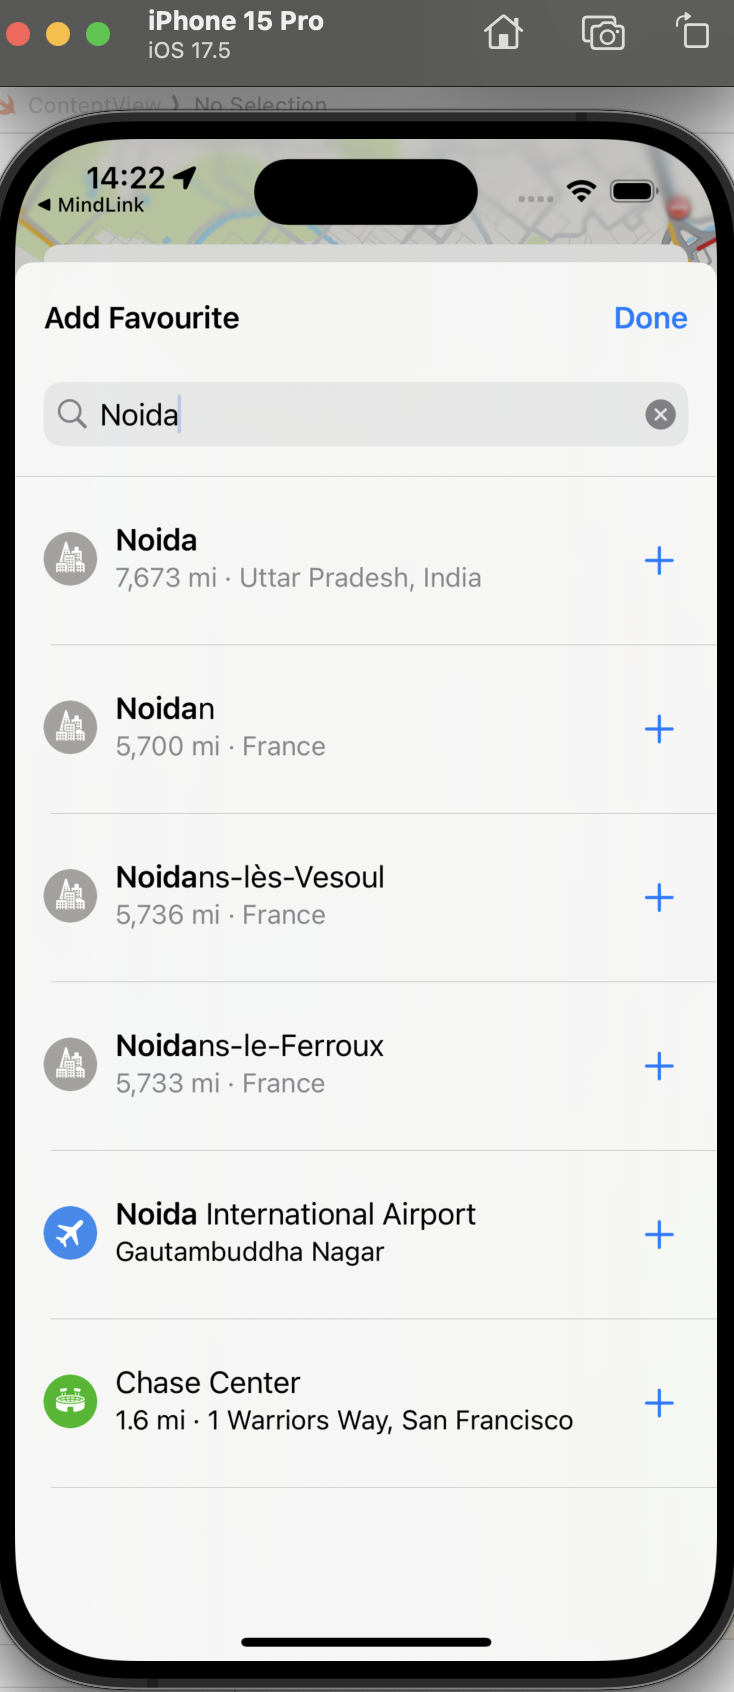 iPhone 15 Pro
iOS 17.5
ContentView ⟩ No Selection
14:22
◀ MindLink
Add Favourite
Done
Noida
Noida
7,673 mi · Uttar Pradesh, India
Noidan
5,700 mi · France
Noidans-lès-Vesoul
5,736 mi · France
Noidans-le-Ferroux
5,733 mi · France
Noida International Airport
Gautambuddha Nagar
Chase Center
1.6 mi · 1 Warriors Way, San Francisco